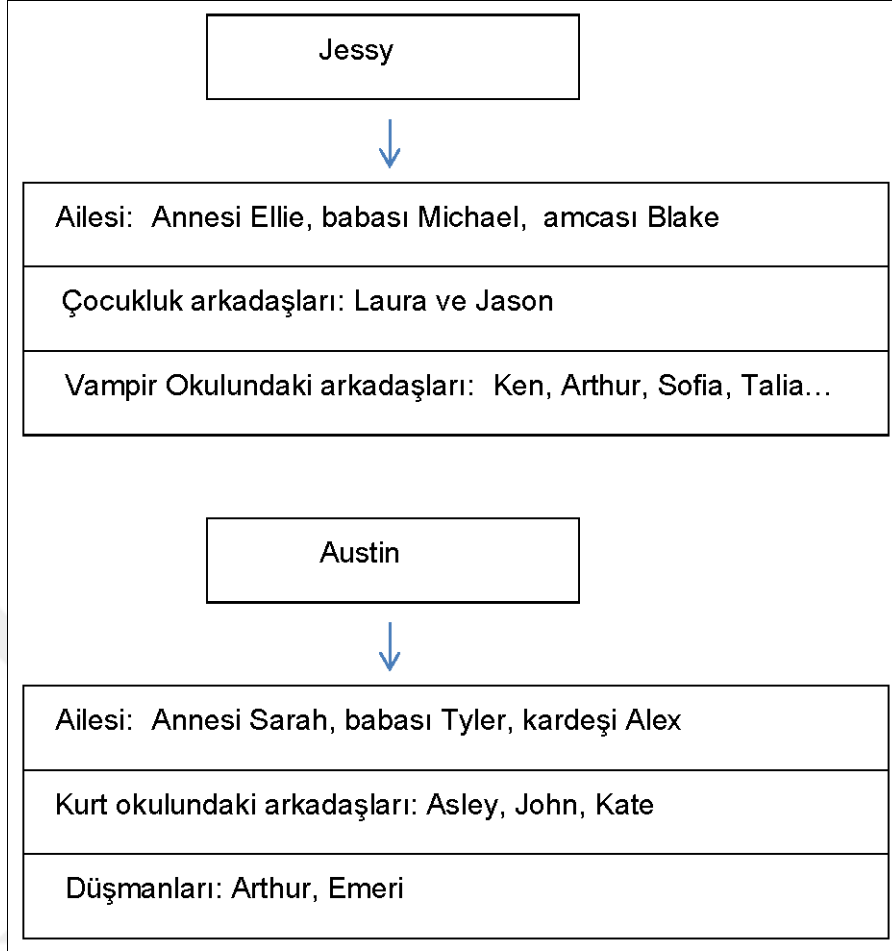 Jessy
Ailesi: Annesi Ellie, babası Michael, amcası Blake
Çocukluk arkadaşları: Laura ve Jason
Vampir Okulundaki arkadaşları: Ken, Arthur, Sofia, Talia…
Austin
Ailesi: Annesi Sarah, babası Tyler, kardeşi Alex
Kurt okulundaki arkadaşları: Asley, John, Kate
Düşmanları: Arthur, Emeri